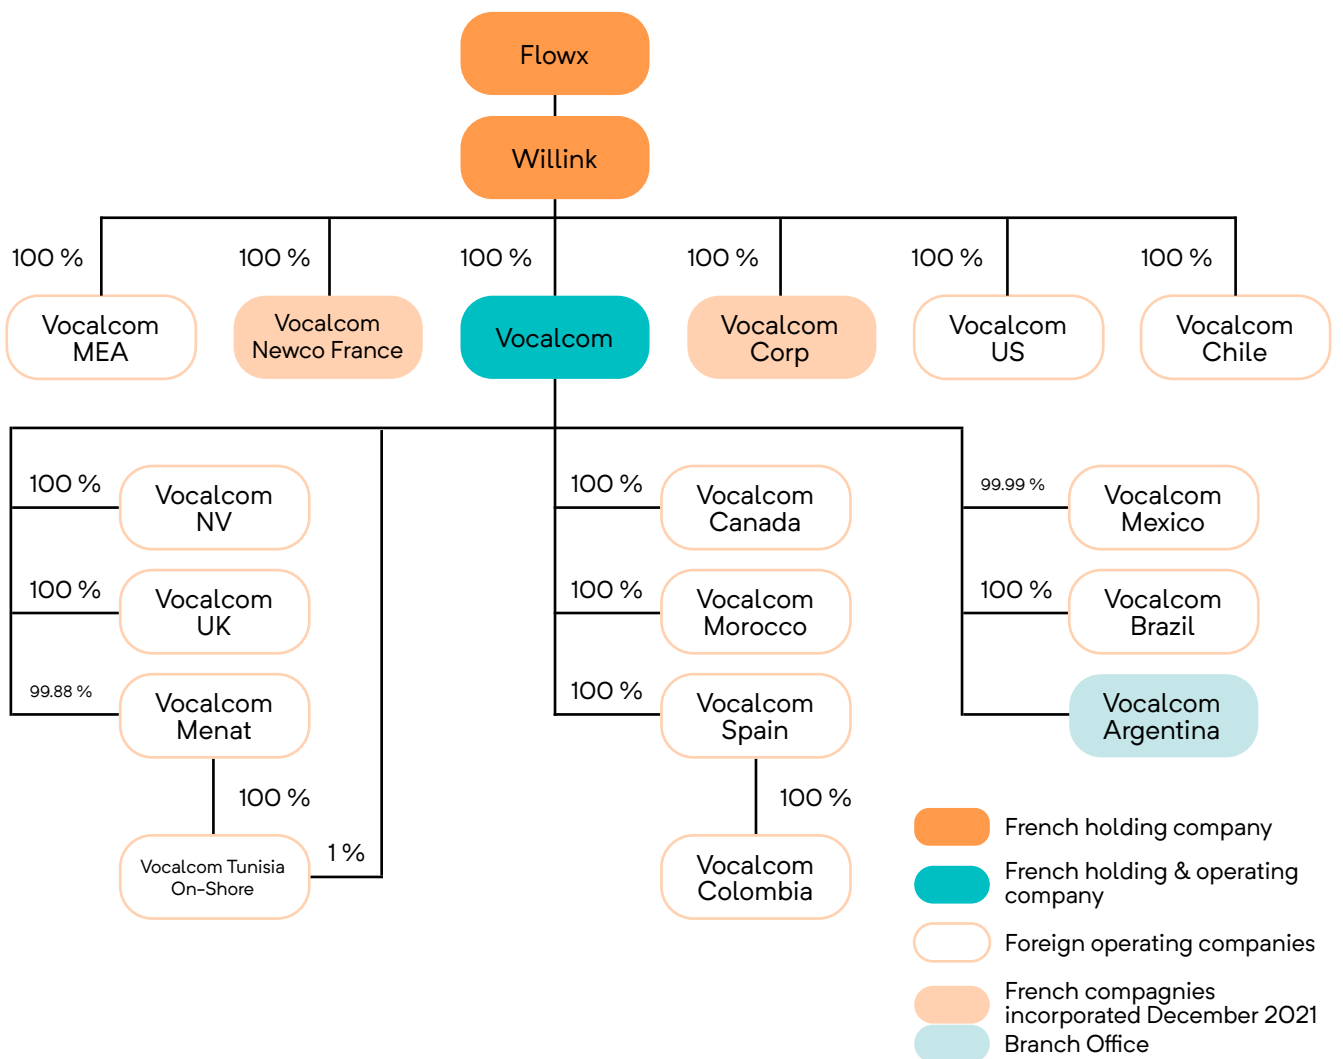 Flowx
Willink
100 %
100 %
100 %
100 %
100 %
100 %
Vocalcom
MEA
Vocalcom
Newco France
Vocalcom
Vocalcom
Corp
Vocalcom
US
Vocalcom
Chile
100 %
Vocalcom
NV
100 %
Vocalcom
UK
99.88 %
Vocalcom
Menat
100 %
Vocalcom Tunisia
On-Shore
1 %
100 %
Vocalcom
Canada
100 %
Vocalcom
Morocco
100 %
Vocalcom
Spain
100 %
Vocalcom
Colombia
99.99 %
Vocalcom
Mexico
100 %
Vocalcom
Brazil
Vocalcom
Argentina
French holding company
French holding & operating
company
Foreign operating companies
French compagnies
incorporated December 2021
Branch Office